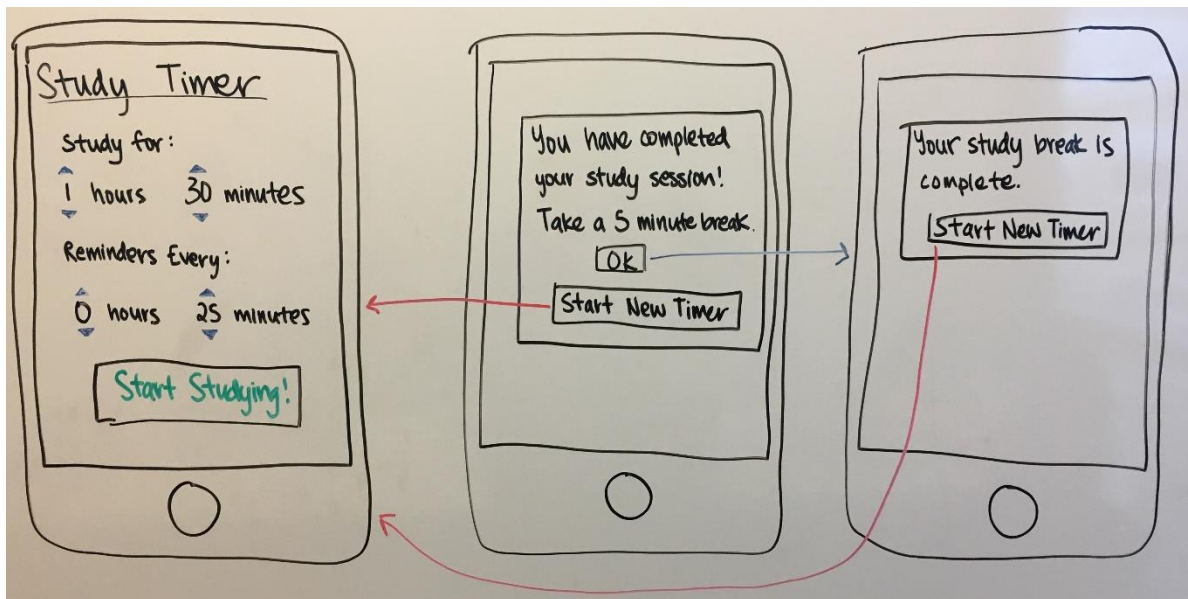 Study Timer
Study for:
1 hours 30 minutes
Reminders Every:
0 hours 25 minutes
Start Studying!
You have completed
your study session!
Take a 5 minute break.
OK
Start New Timer
Your study break is
complete.
Start New Timer